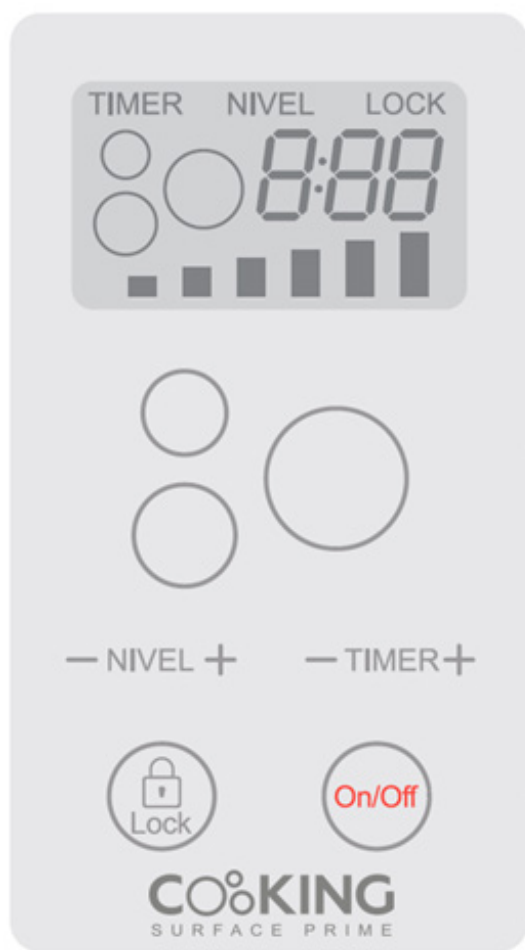 TIMER NIVEL LOCK
8:88
— NIVEL + — TIMER +
Lock On/Off
COOKING
SURFACE PRIME